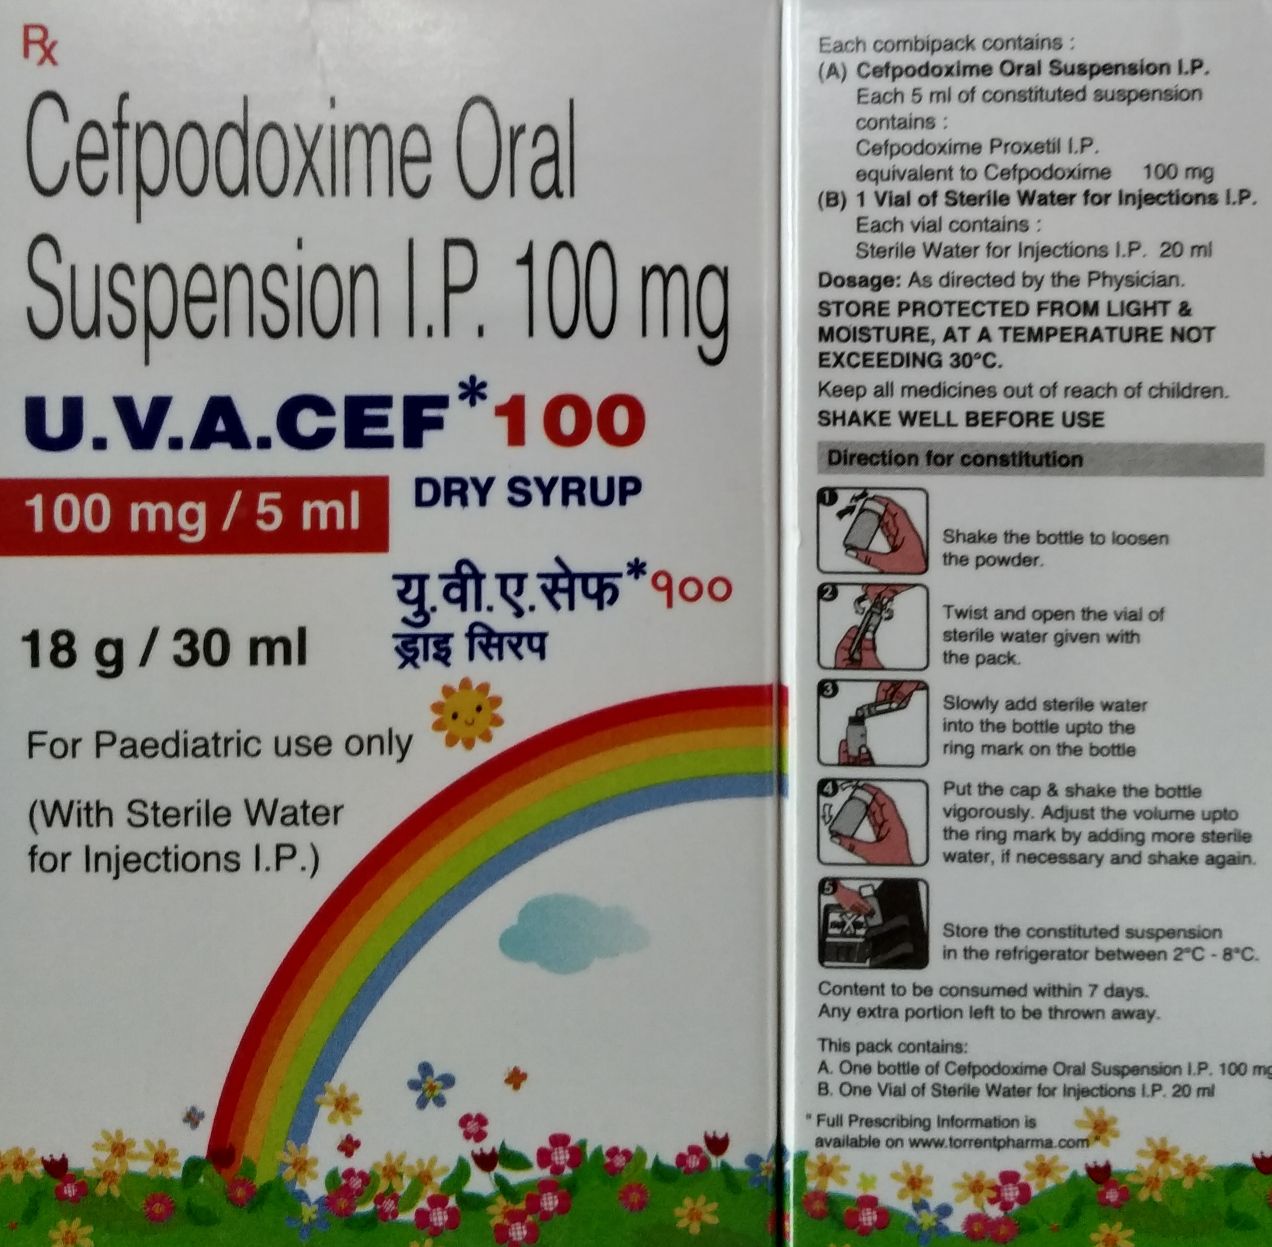 Rx
Cefpodoxime Oral
Suspension I.P. 100 mg
U.V.A.CEF*100
100 mg / 5 ml
DRY SYRUP
यु.वी.ए.सेफ*१००
ड्राइ सिरप
18 g / 30 ml
For Paediatric use only
(With Sterile Water
for Injections I.P.)
Each combipack contains :
(A) Cefpodoxime Oral Suspension I.P.
Each 5 ml of constituted suspension
contains :
Cefpodoxime Proxetil I.P.
equivalent to Cefpodoxime 100 mg
(B) 1 Vial of Sterile Water for Injections I.P.
Each vial contains :
Sterile Water for Injections I.P. 20 ml
Dosage: As directed by the Physician.
STORE PROTECTED FROM LIGHT &
MOISTURE, AT A TEMPERATURE NOT
EXCEEDING 30°C.
Keep all medicines out of reach of children.
SHAKE WELL BEFORE USE
Direction for constitution
1
Shake the bottle to loosen
the powder.
2
Twist and open the vial of
sterile water given with
the pack.
3
Slowly add sterile water
into the bottle upto the
ring mark on the bottle
4
Put the cap & shake the bottle
vigorously. Adjust the volume upto
the ring mark by adding more sterile
water, if necessary and shake again.
5
Store the constituted suspension
in the refrigerator between 2°C - 8°C.
Content to be consumed within 7 days.
Any extra portion left to be thrown away.
This pack contains:
A. One bottle of Cefpodoxime Oral Suspension I.P. 100 mg
B. One Vial of Sterile Water for Injections I.P. 20 ml
" Full Prescribing Information is
available on www.torrentpharma.com "